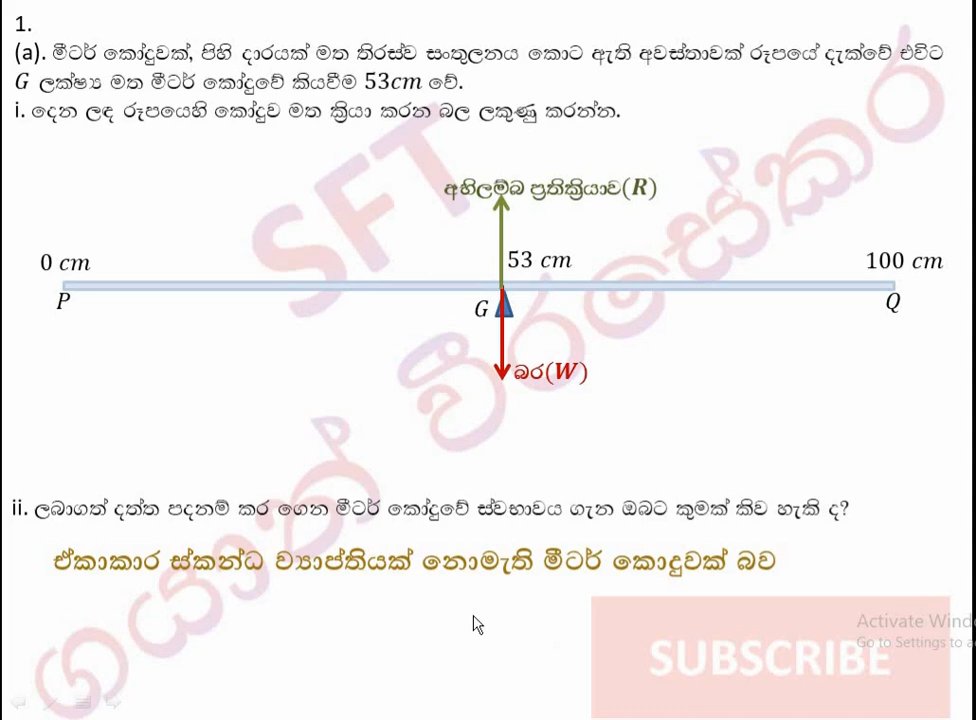 1.
(a). මීටර් කෝදුවක්, පිහි දාරයක් මත තිරස්ව සංතුලනය කොට ඇති අවස්තාවක් රූපයේ දැක්වේ එවිට
G ලක්ෂ්‍ය මත මීටර් කෝදුවේ කියවීම 53cm වේ.
i. දෙන ලද රූපයෙහි කෝදුව මත ක්‍රියා කරන බල ලකුණු කරන්න.
අභිලම්බ ප්‍රතික්‍රියාව(R)
0 cm 53 cm 100 cm
P G Q
බර(W)
ii. ලබාගත් දත්ත පදනම් කර ගෙන මීටර් කෝදුවේ ස්වභාවය ගැන ඔබට කුමක් කිව හැකි ද?
ඒකාකාර ස්කන්ධ ව්‍යාප්තියක් නොමැති මීටර් කෝදුවක් බව
SFT
ගයාන් වීරසේකර
Activate Wind
Go to Settings to a
SUBSCRIBE